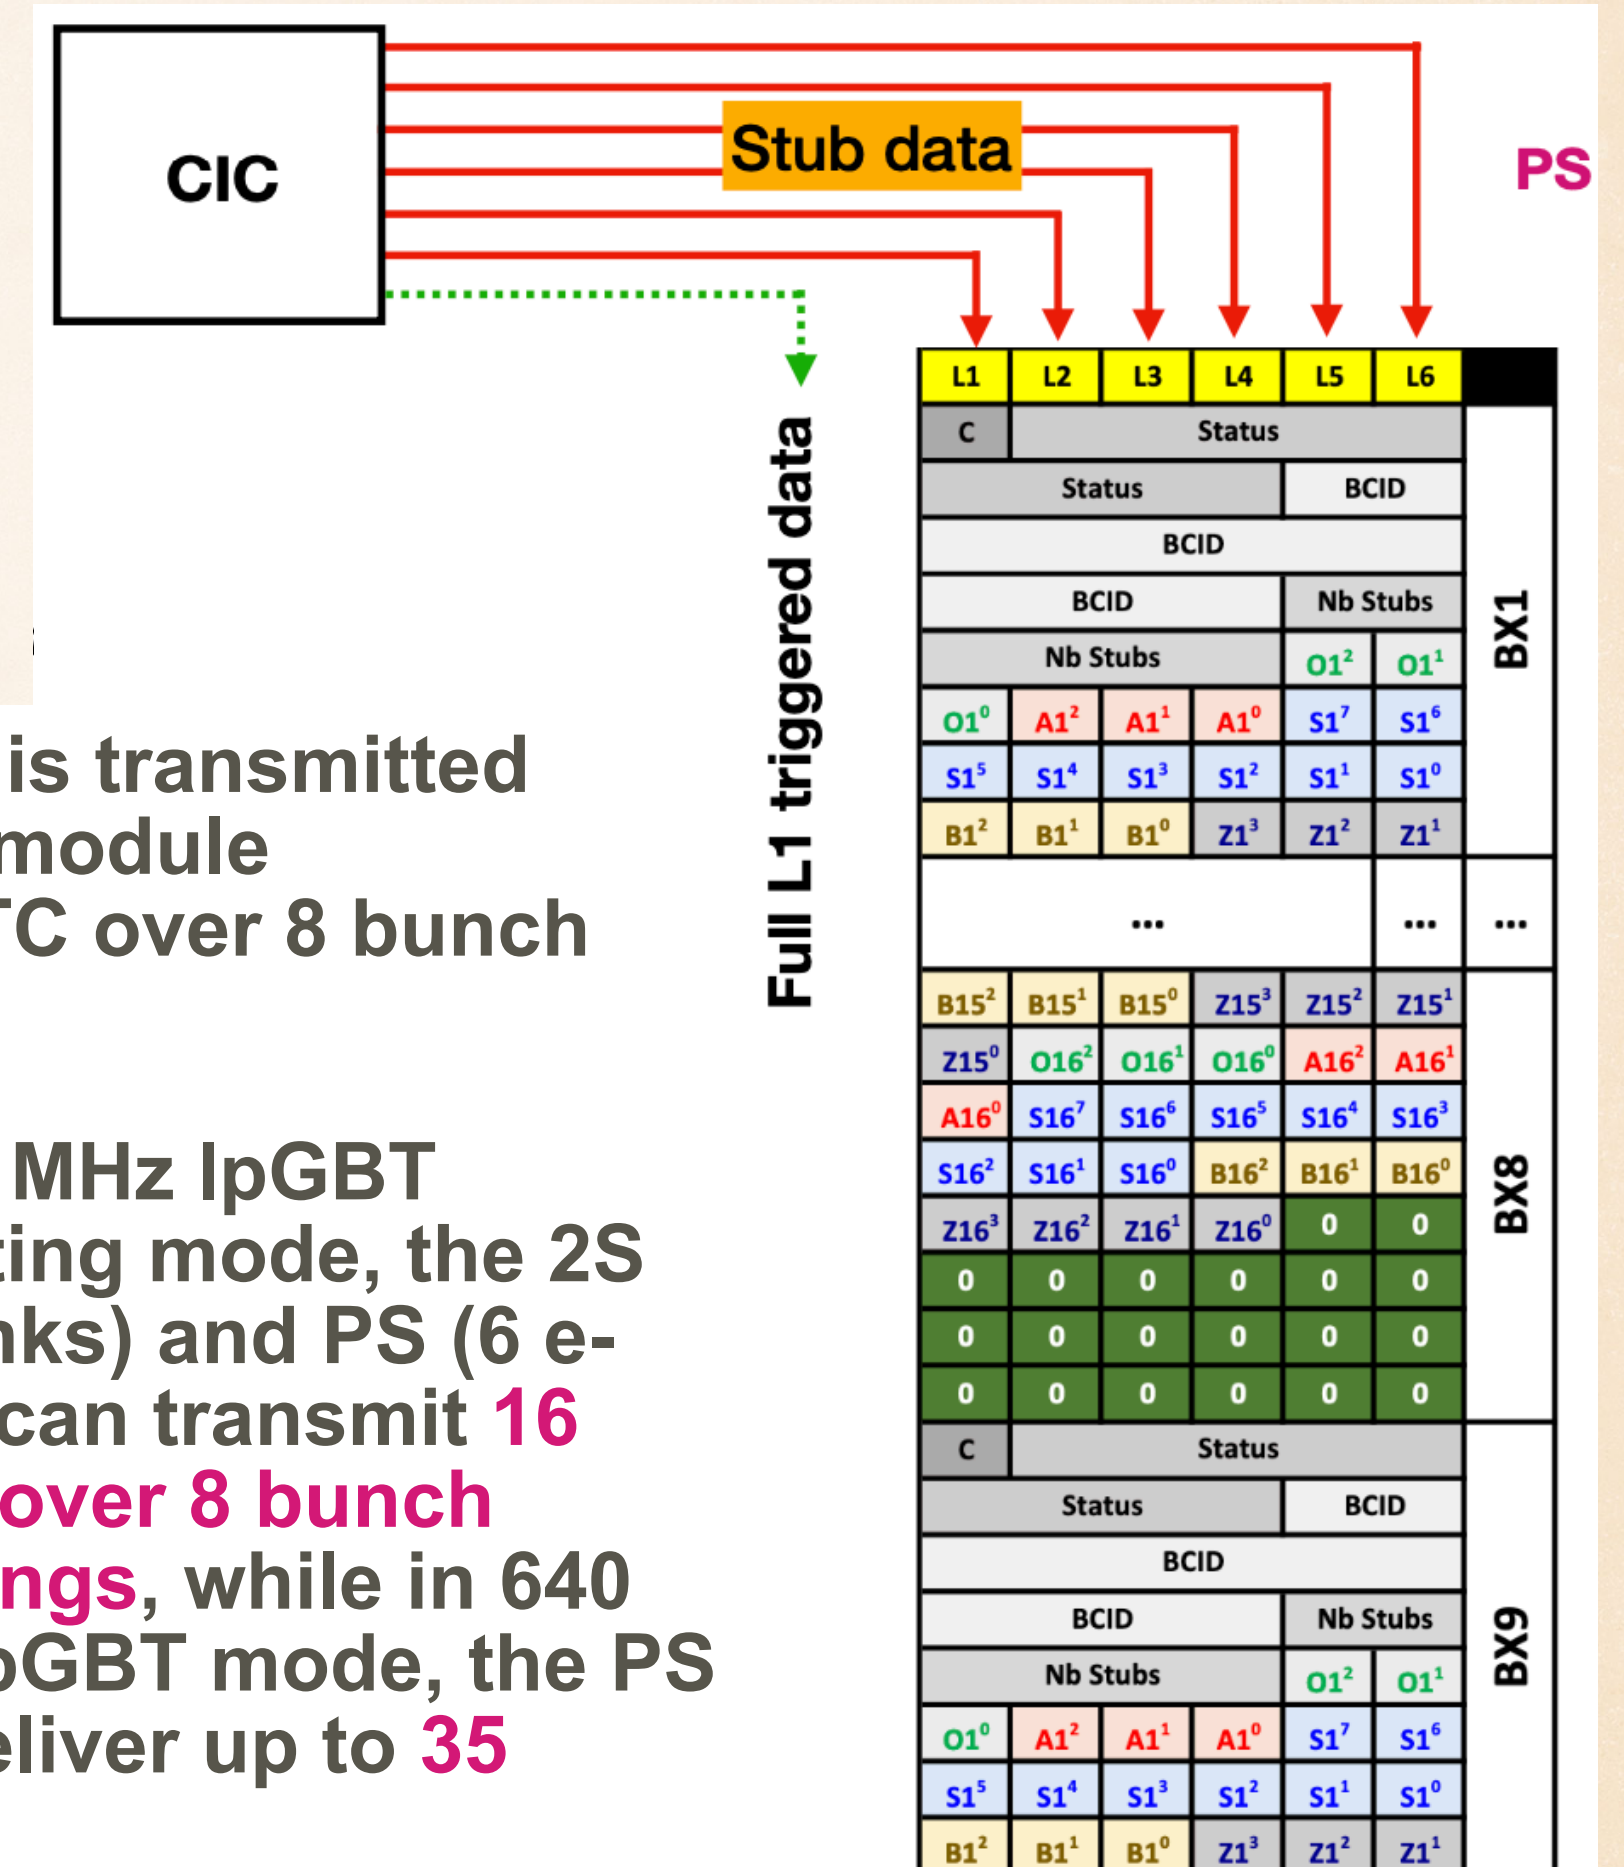 CIC
Stub data
PS
Full L1 triggered data
is transmitted
module
TC over 8 bunch
MHz lpGBT
ting mode, the 2S
nks) and PS (6 e-
can transmit 16
over 8 bunch
ngs, while in 640
pGBT mode, the PS
eliver up to 35
L1 L2 L3 L4 L5 L6
C Status
Status BCID
BCID
BCID Nb Stubs
Nb Stubs O1² O1¹
BX1
O1⁰ A1² A1¹ A1⁰ S1⁷ S1⁶
S1⁵ S1⁴ S1³ S1² S1¹ S1⁰
B1² B1¹ B1⁰ Z1³ Z1² Z1¹
... ... ...
B15² B15¹ B15⁰ Z15³ Z15² Z15¹
Z15⁰ O16² O16¹ O16⁰ A16² A16¹
A16⁰ S16⁷ S16⁶ S16⁵ S16⁴ S16³
S16² S16¹ S16⁰ B16² B16¹ B16⁰
BX8
Z16³ Z16² Z16¹ Z16⁰ 0 0
0 0 0 0 0 0
0 0 0 0 0 0
0 0 0 0 0 0
C Status
Status BCID
BCID
BCID Nb Stubs
BX9
Nb Stubs O1² O1¹
O1⁰ A1² A1¹ A1⁰ S1⁷ S1⁶
S1⁵ S1⁴ S1³ S1² S1¹ S1⁰
B1² B1¹ B1⁰ Z1³ Z1² Z1¹